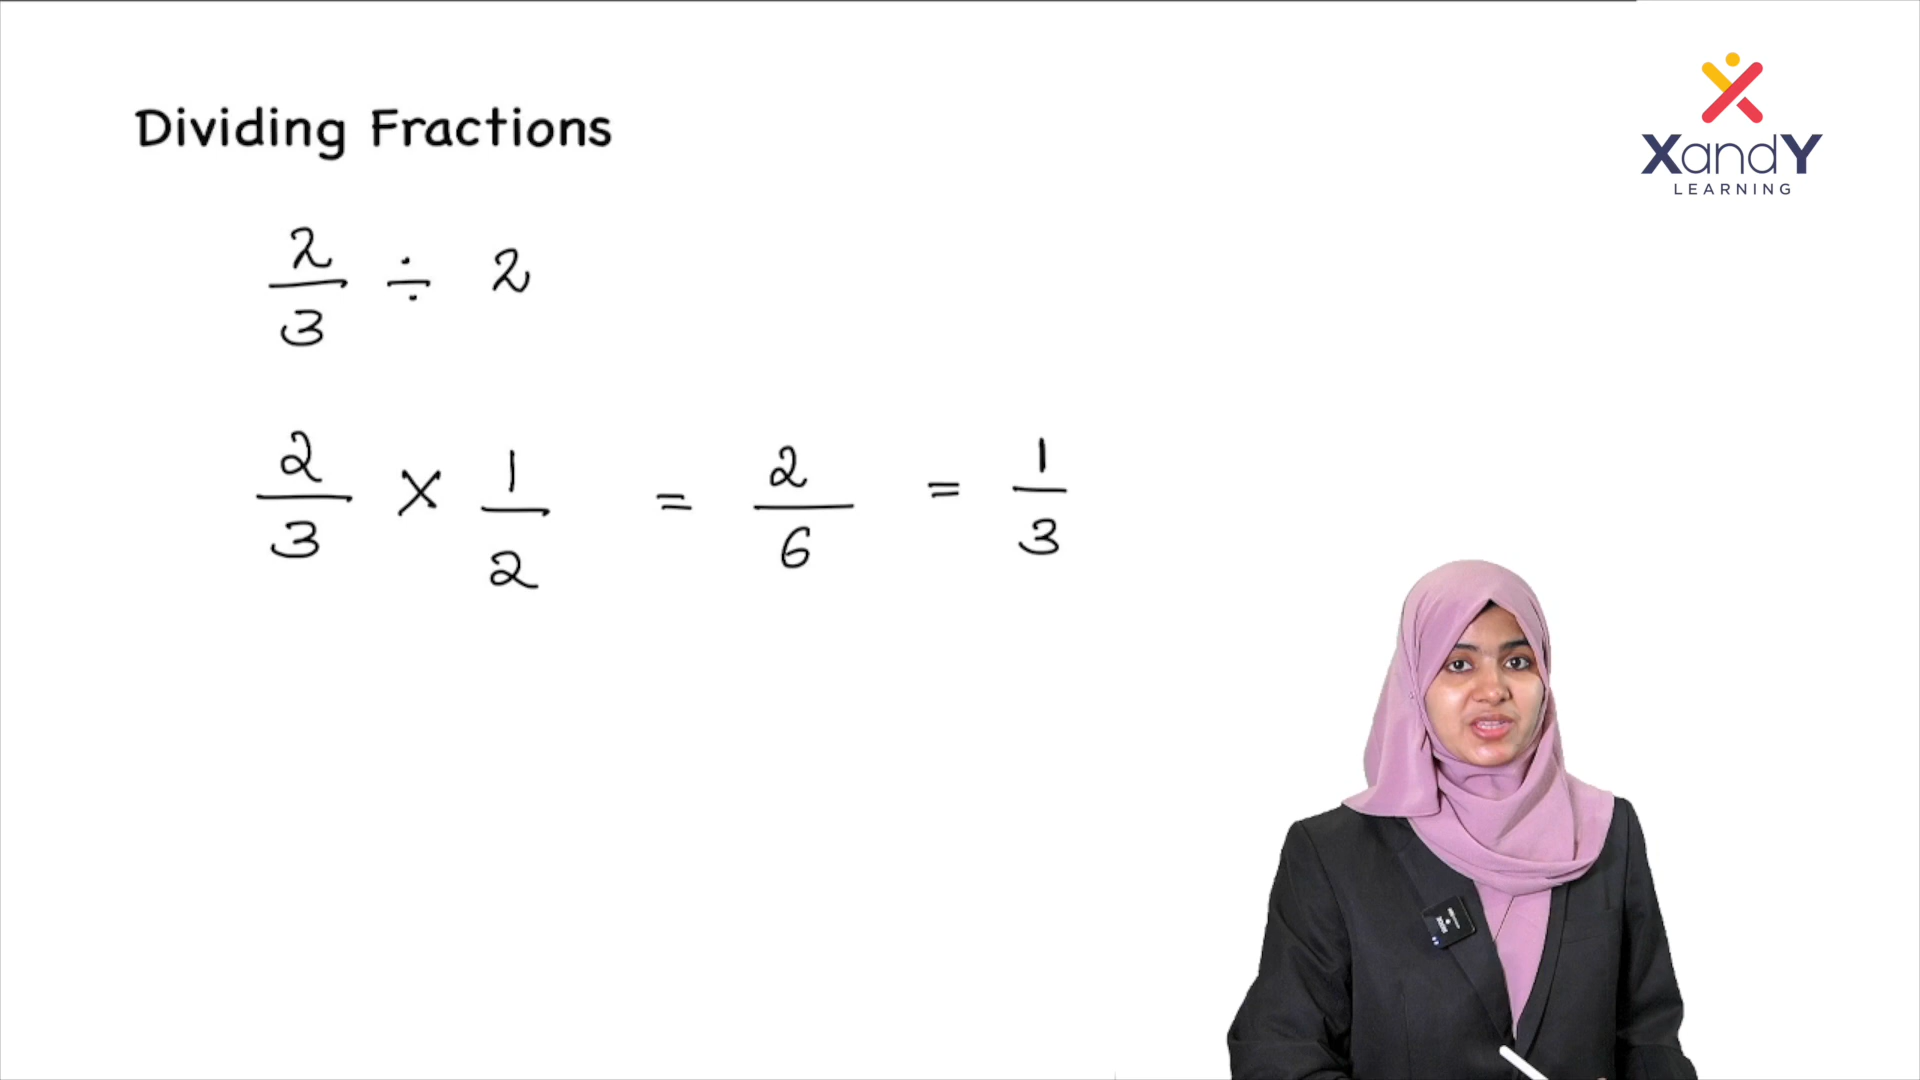 Dividing Fractions
XandY
LEARNING
2/3 ÷ 2
2/3 × 1/2 = 2/6 = 1/3